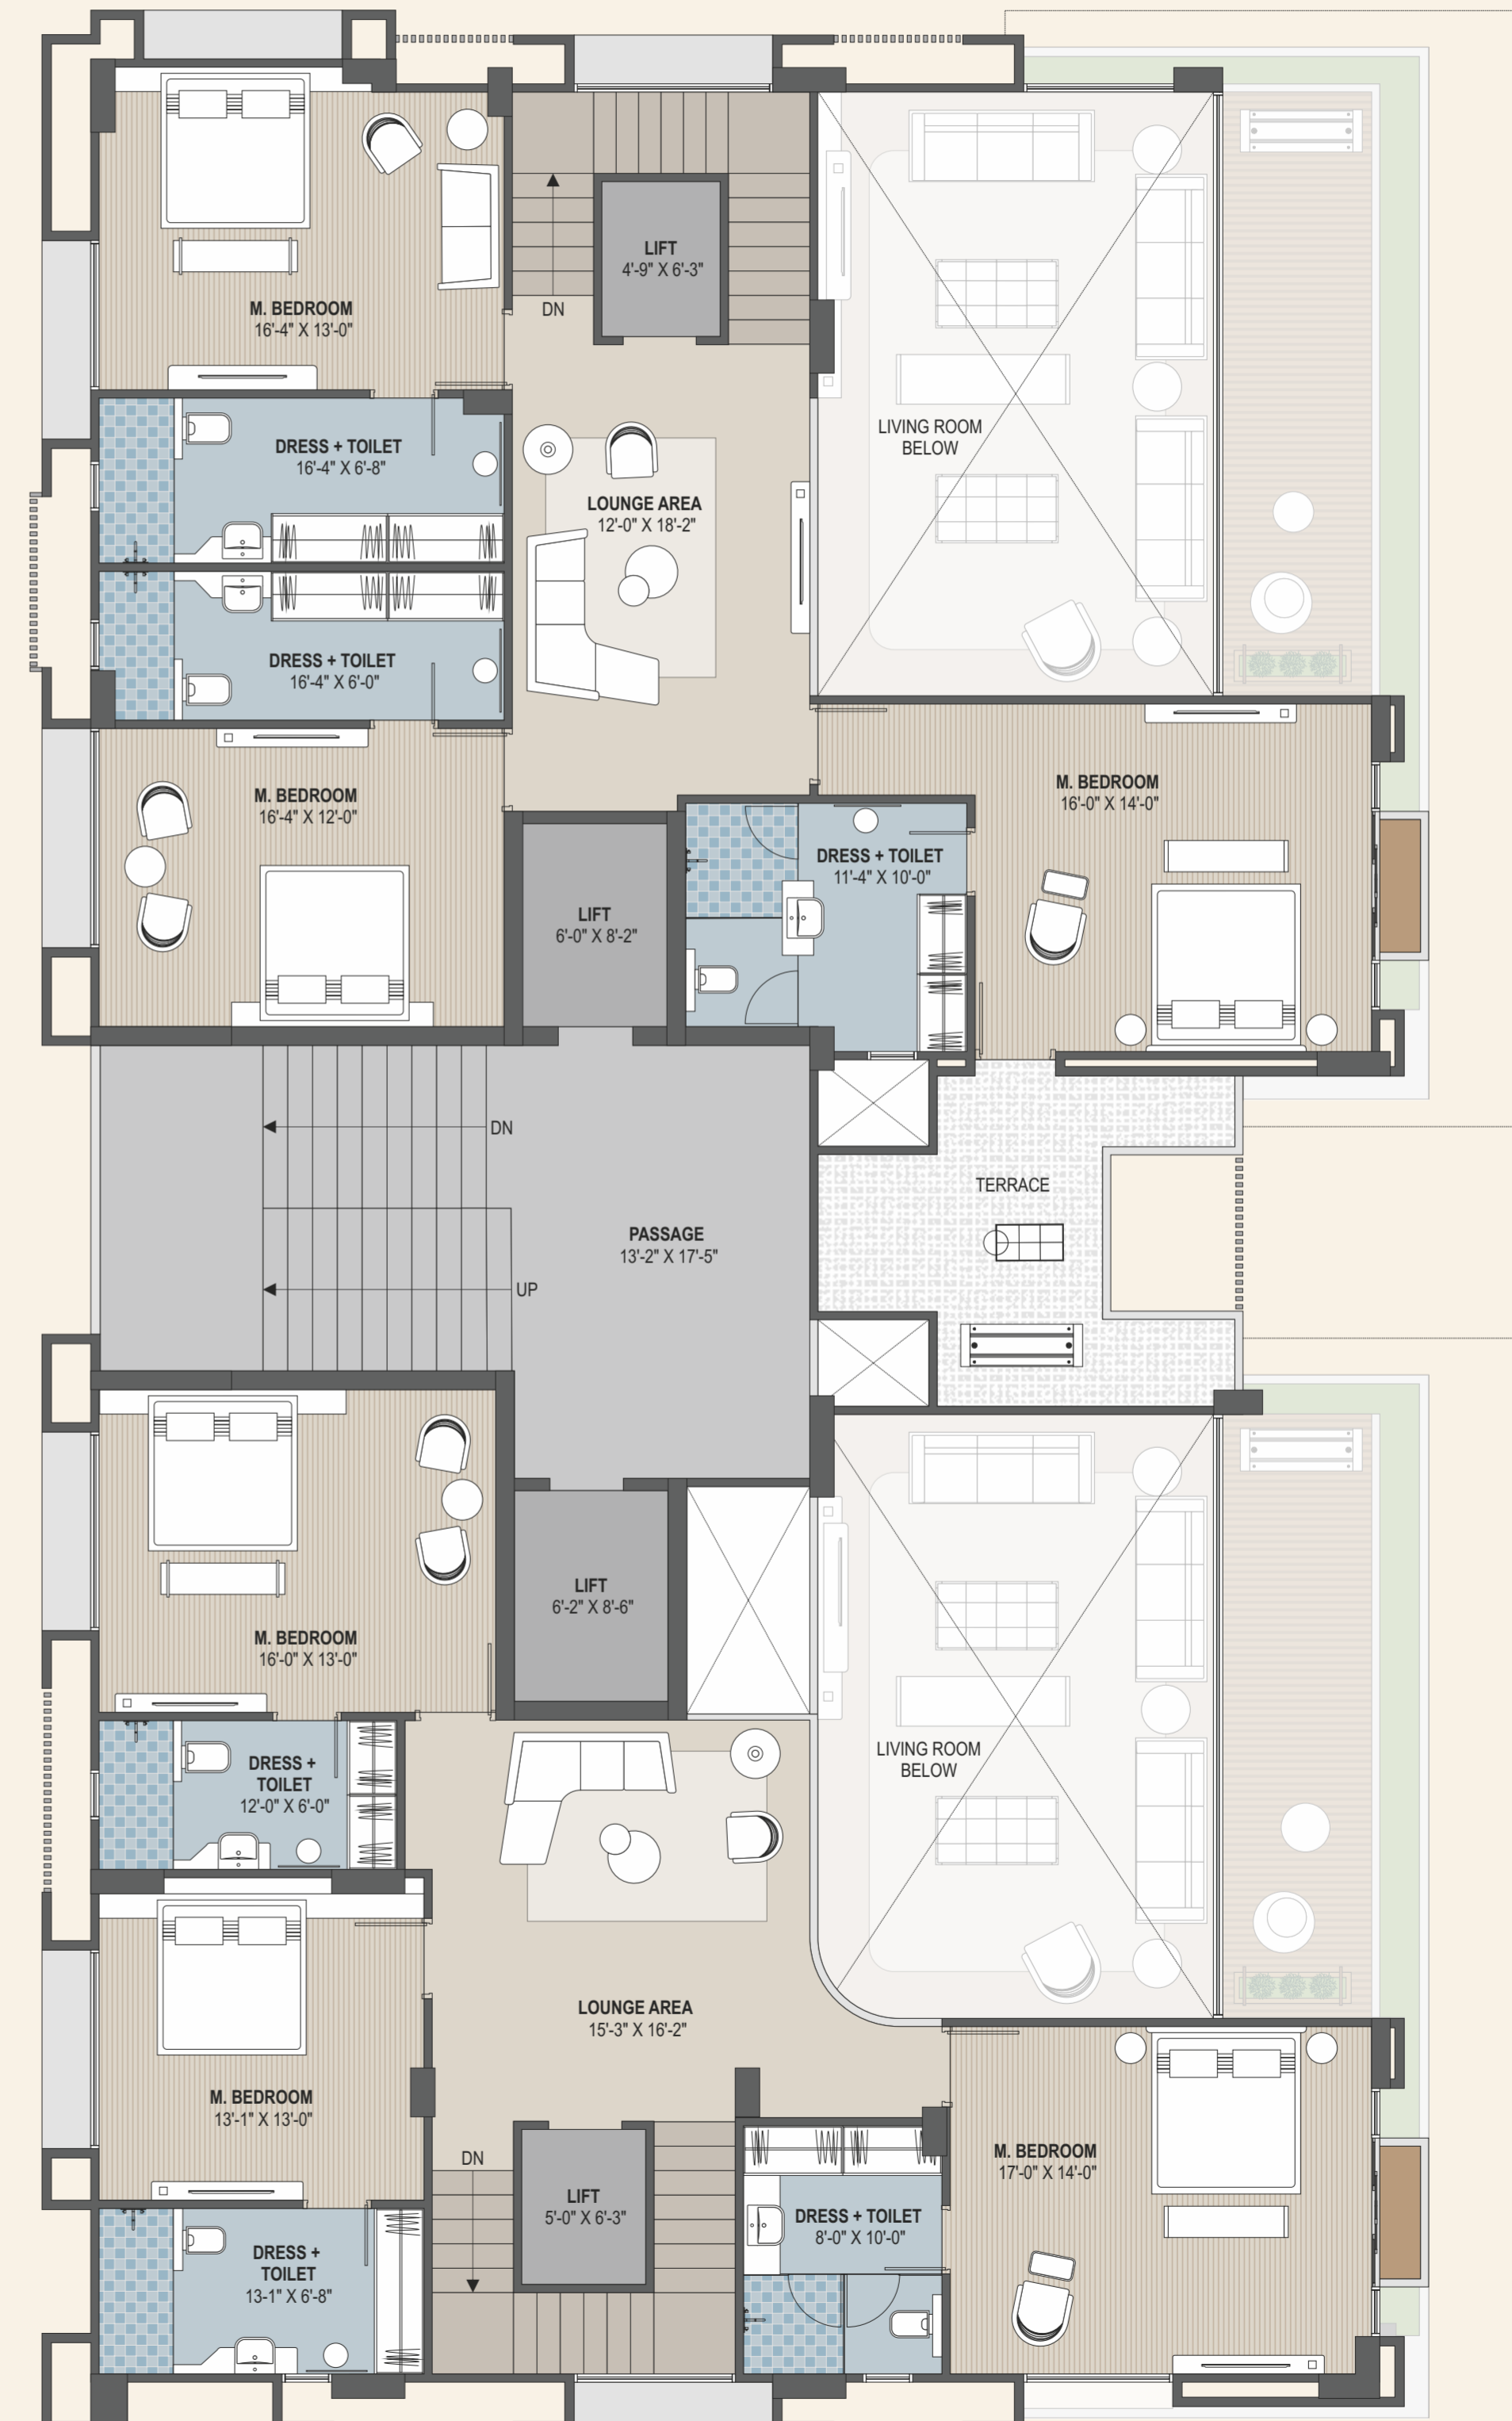 LIFT
4'-9" X 6'-3"
DN
M. BEDROOM
16'-4" X 13'-0"
LIVING ROOM
BELOW
DRESS + TOILET
16'-4" X 6'-8"
LOUNGE AREA
12'-0" X 18'-2"
DRESS + TOILET
16'-4" X 6'-0"
M. BEDROOM
16'-4" X 12'-0"
M. BEDROOM
16'-0" X 14'-0"
DRESS + TOILET
11'-4" X 10'-0"
LIFT
6'-0" X 8'-2"
DN
TERRACE
PASSAGE
13'-2" X 17'-5"
UP
LIFT
6'-2" X 8'-6"
M. BEDROOM
16'-0" X 13'-0"
LIVING ROOM
BELOW
DRESS +
TOILET
12'-0" X 6'-0"
LOUNGE AREA
15'-3" X 16'-2"
M. BEDROOM
13'-1" X 13'-0"
DN
M. BEDROOM
17'-0" X 14'-0"
LIFT
5'-0" X 6'-3"
DRESS + TOILET
8'-0" X 10'-0"
DRESS +
TOILET
13-1" X 6'-8"